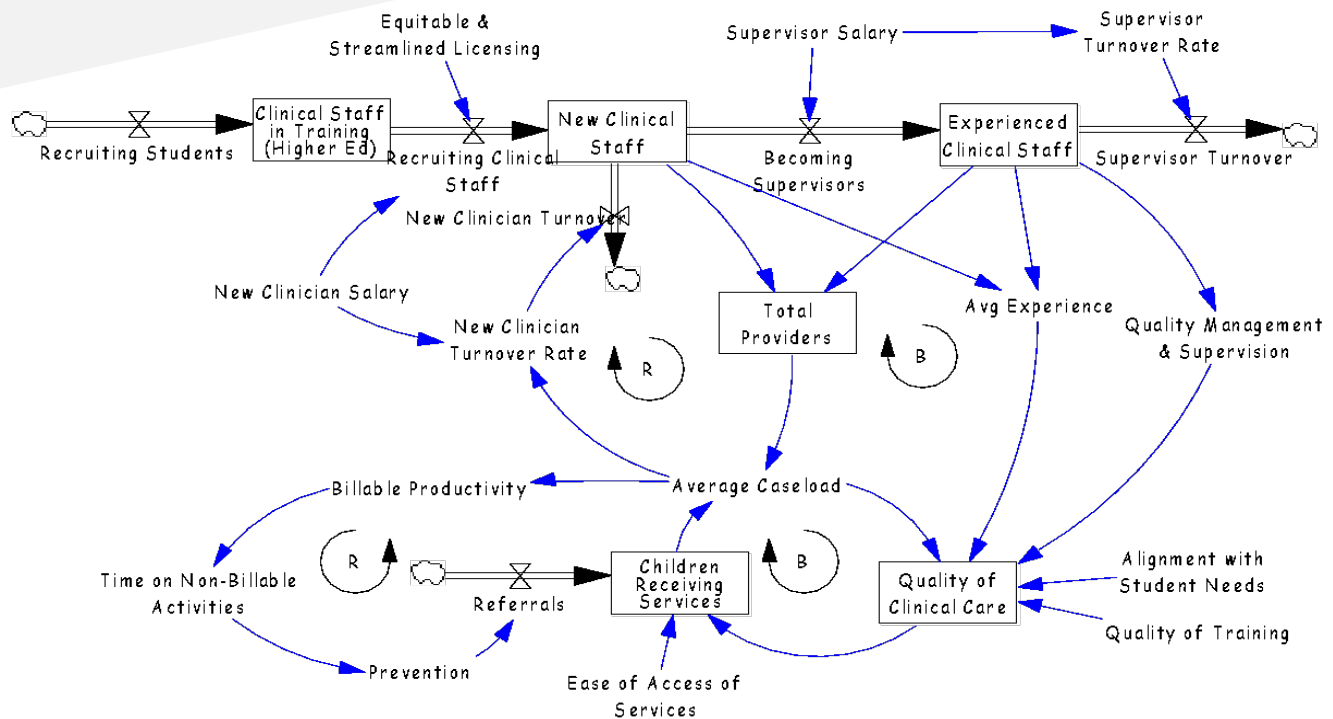 Equitable &
Streamlined Licensing
Supervisor Salary
Supervisor
Turnover Rate
Recruiting Students
Clinical Staff
in Training
(Higher Ed)
Recruiting Clinical
Staff
New Clinical
Staff
Becoming
Supervisors
Experienced
Clinical Staff
Supervisor Turnover
New Clinician Turnover
New Clinician Salary
New Clinician
Turnover Rate
R
Total
Providers
B
Avg Experience
Quality Management
& Supervision
Billable Productivity
Average Caseload
R
B
Time on Non-Billable
Activities
Referrals
Children
Receiving
Services
Quality of
Clinical Care
Alignment with
Student Needs
Quality of Training
Prevention
Ease of Access of
Services